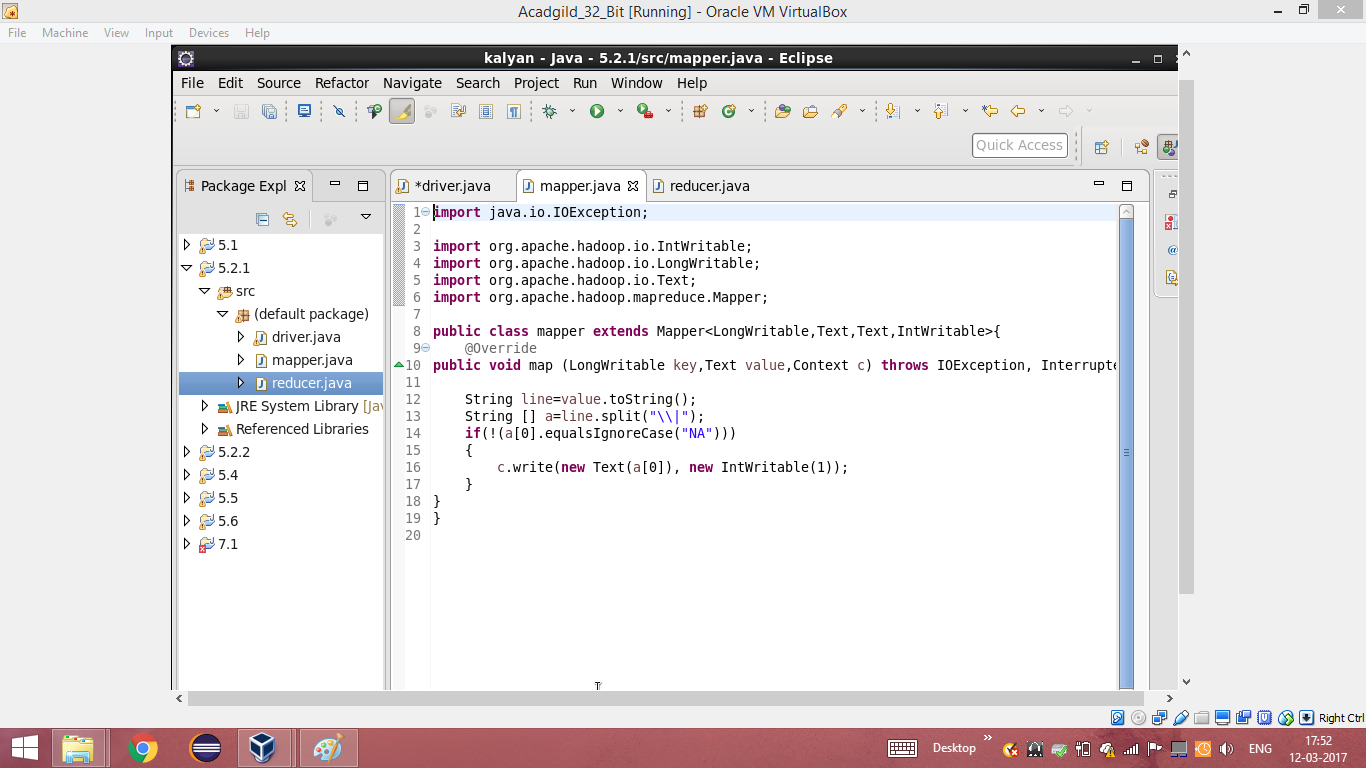 Acadgild_32_Bit [Running] - Oracle VM VirtualBox
File Machine View Input Devices Help
kalyan - Java - 5.2.1/src/mapper.java - Eclipse
File Edit Source Refactor Navigate Search Project Run Window Help
Quick Access
Package Expl
*driver.java mapper.java reducer.java
5.1
5.2.1
src
(default package)
driver.java
mapper.java
reducer.java
JRE System Library [Jav
Referenced Libraries
5.2.2
5.4
5.5
5.6
7.1
1 import java.io.IOException;
2
3 import org.apache.hadoop.io.IntWritable;
4 import org.apache.hadoop.io.LongWritable;
5 import org.apache.hadoop.io.Text;
6 import org.apache.hadoop.mapreduce.Mapper;
7
8 public class mapper extends Mapper<LongWritable,Text,Text,IntWritable>{
9     @Override
10 public void map (LongWritable key,Text value,Context c) throws IOException, Interrupte
11
12     String line=value.toString();
13     String [] a=line.split("\\|");
14     if(!(a[0].equalsIgnoreCase("NA")))
15     {
16         c.write(new Text(a[0]), new IntWritable(1));
17     }
18 }
19 }
20
Right Ctrl
Desktop
ENG
17:52
12-03-2017